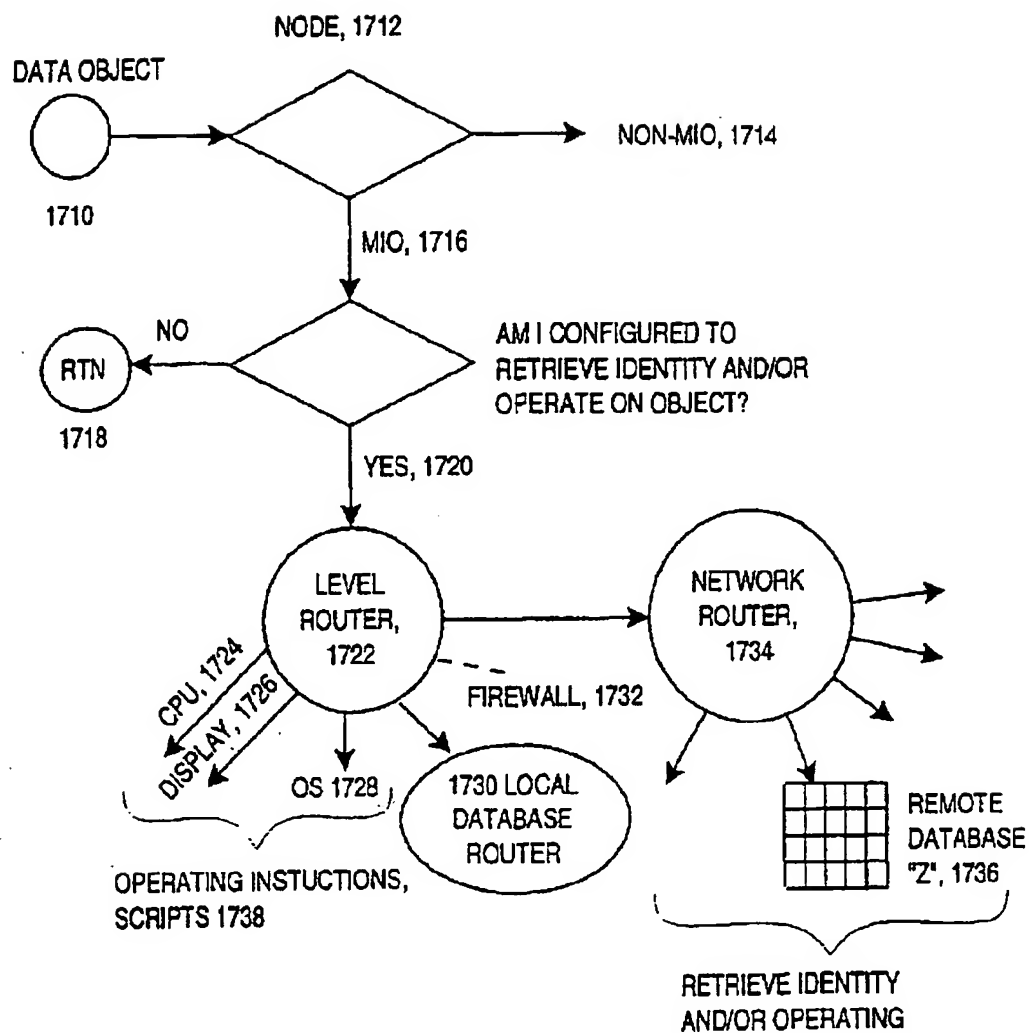 NODE, 1712
DATA OBJECT
NON-MIO, 1714
1710
MIO, 1716
NO
AM I CONFIGURED TO
RETRIEVE IDENTITY AND/OR
OPERATE ON OBJECT?
RTN
1718
YES, 1720
LEVEL
ROUTER,
1722
NETWORK
ROUTER,
1734
CPU, 1724
DISPLAY, 1726
FIREWALL, 1732
OS 1728
1730 LOCAL
DATABASE
ROUTER
REMOTE
DATABASE
"Z", 1736
OPERATING INSTUCTIONS,
SCRIPTS 1738
RETRIEVE IDENTITY
AND/OR OPERATING